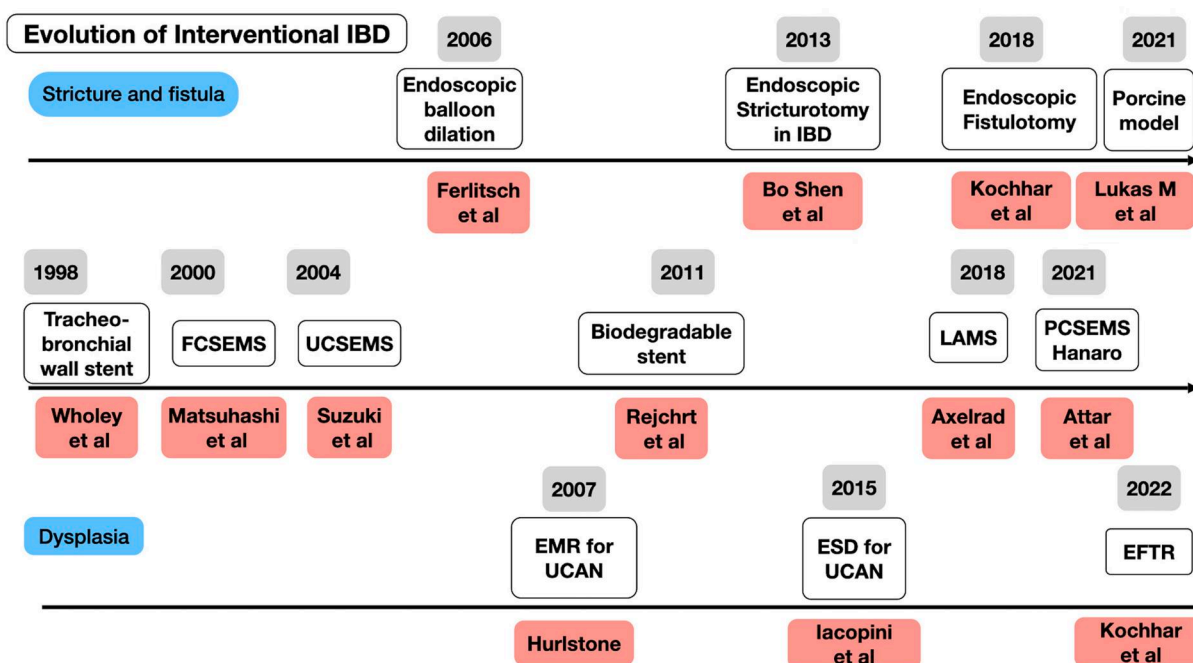 Evolution of Interventional IBD
Stricture and fistula
2006
2013
2018
2021
Endoscopic
balloon
dilation
Endoscopic
Stricturotomy
in IBD
Endoscopic
Fistulotomy
Porcine
model
Ferlitsch
et al
Bo Shen
et al
Kochhar
et al
Lukas M
et al
1998
2000
2004
2011
2018
2021
Tracheo-
bronchial
wall stent
FCSEMS
UCSEMS
Biodegradable
stent
LAMS
PCSEMS
Hanaro
Wholey
et al
Matsuhashi
et al
Suzuki
et al
Rejchrt
et al
Axelrad
et al
Attar
et al
2007
2015
2022
Dysplasia
EMR for
UCAN
ESD for
UCAN
EFTR
Hurlstone
Iacopini
et al
Kochhar
et al